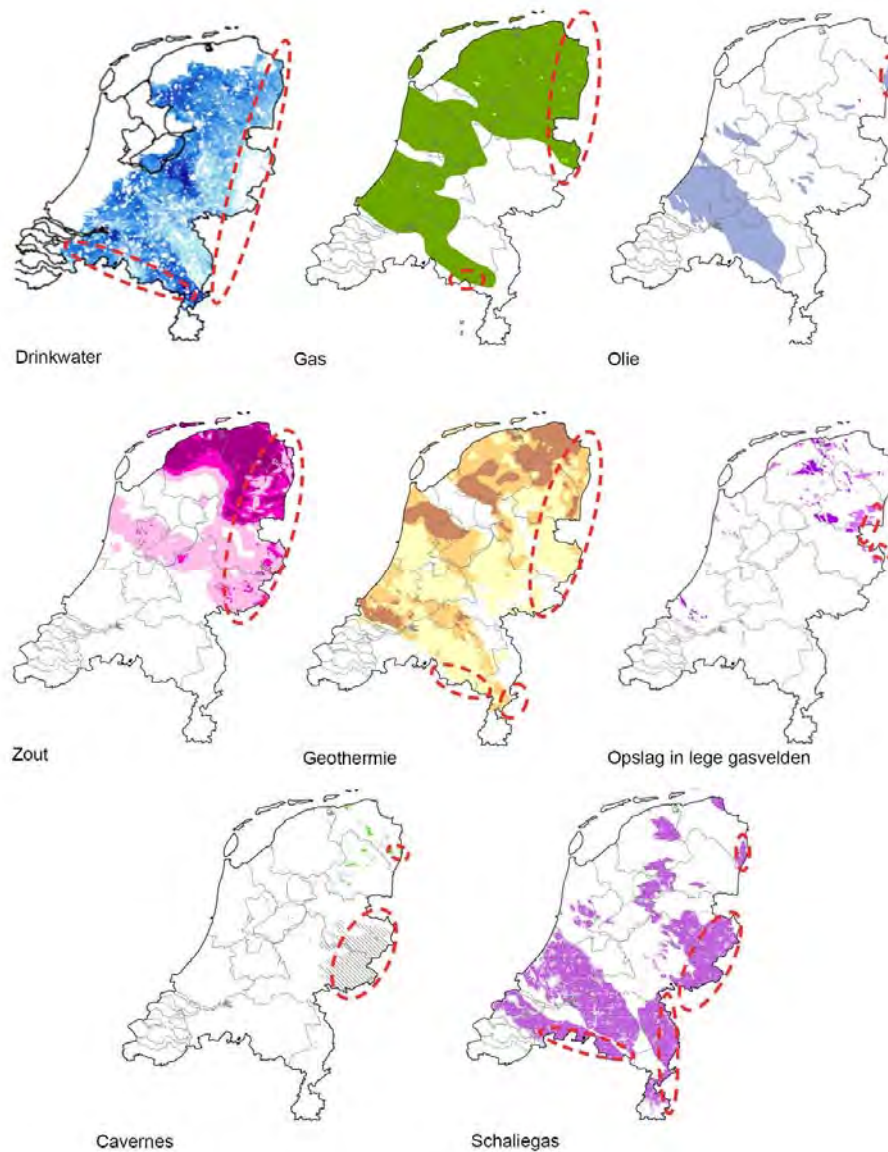 Drinkwater
Gas
Olie
Zout
Geothermie
Opslag in lege gasvelden
Cavernes
Schaliegas